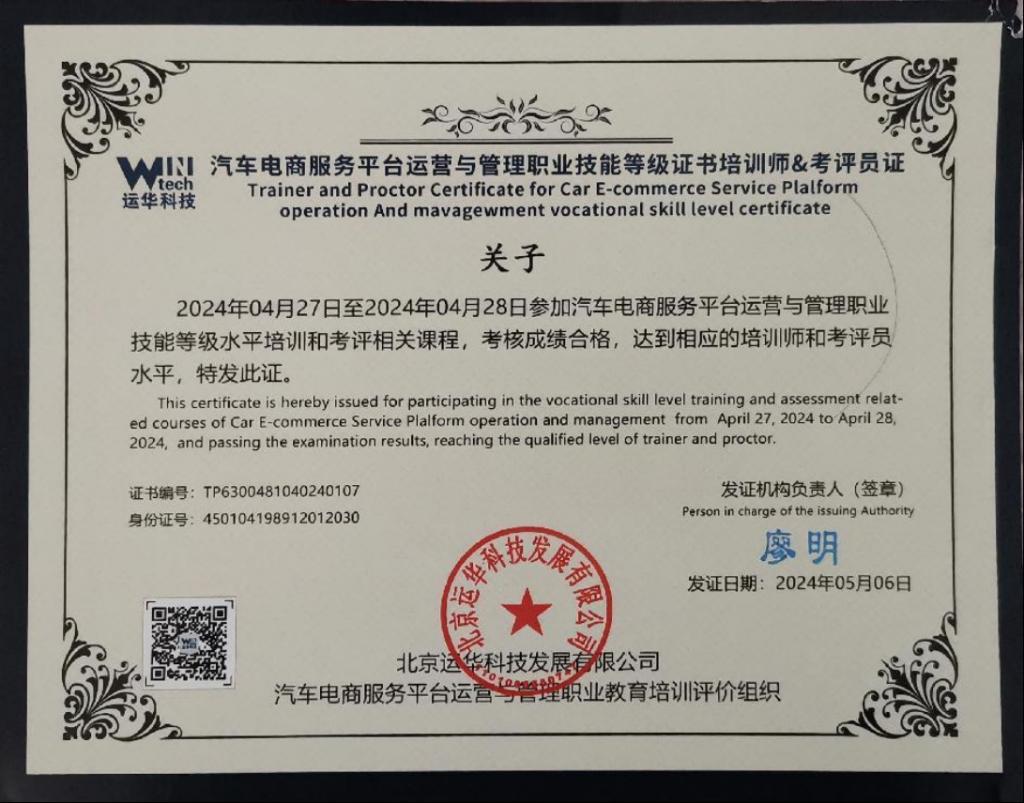 WIN
tech
运华科技
汽车电商服务平台运营与管理职业技能等级证书培训师&考评员证
Trainer and Proctor Certificate for Car E-commerce Service Plalform
operation And mavagewment vocational skill level certificate
关子
2024年04月27日至2024年04月28日参加汽车电商服务平台运营与管理职业
技能等级水平培训和考评相关课程，考核成绩合格，达到相应的培训师和考评员
水平，特发此证。
This certificate is hereby issued for participating in the vocational skill level training and assessment relat-
ed courses of Car E-commerce Service Plalform operation and management from April 27, 2024 to April 28,
2024, and passing the examination results, reaching the qualified level of trainer and proctor.
证书编号：TP6300481040240107
身份证号：450104198912012030
发证机构负责人（签章）
Person in charge of the issuing Authority
廖明
发证日期：2024年05月06日
北京运华科技发展有限公司
北京运华科技发展有限公司
汽车电商服务平台运营与管理职业教育培训评价组织